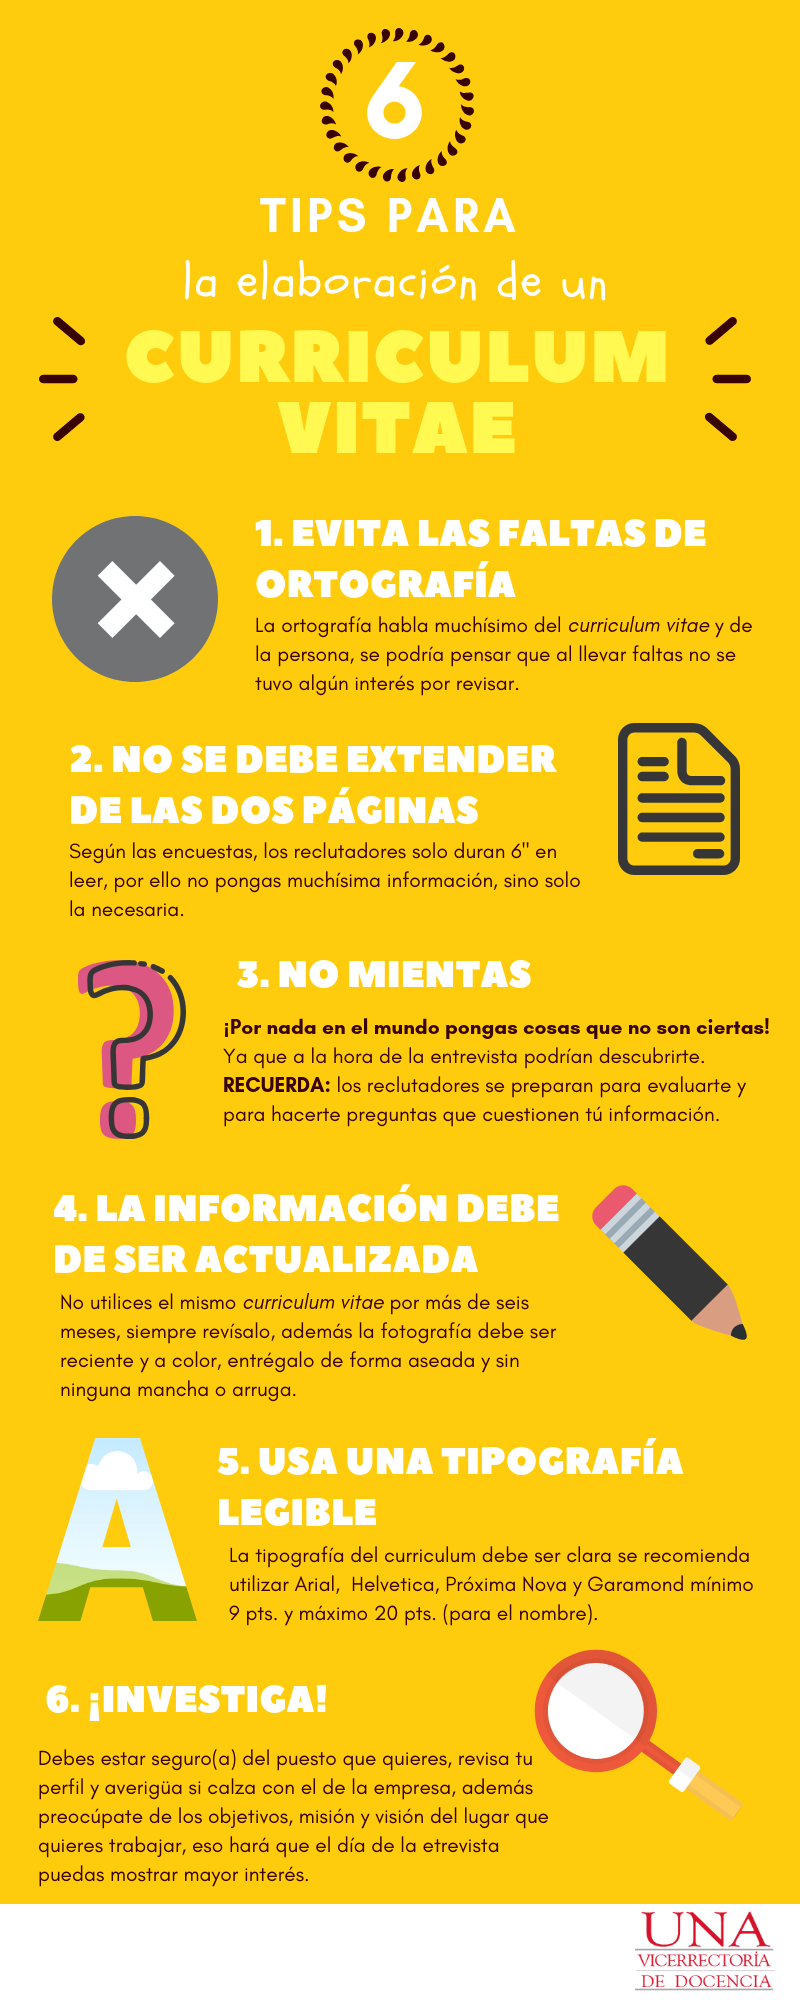 6
TIPS PARA
la elaboración de un
CURRICULUM
VITAE
1. EVITA LAS FALTAS DE
ORTOGRAFÍA
La ortografía habla muchísimo del curriculum vitae y de
la persona, se podría pensar que al llevar faltas no se
tuvo algún interés por revisar.
2. NO SE DEBE EXTENDER
DE LAS DOS PÁGINAS
Según las encuestas, los reclutadores solo duran 6" en
leer, por ello no pongas muchísima información, sino solo
la necesaria.
3. NO MIENTAS
¡Por nada en el mundo pongas cosas que no son ciertas!
Ya que a la hora de la entrevista podrían descubrirte.
RECUERDA: los reclutadores se preparan para evaluarte y
para hacerte preguntas que cuestionen tú información.
4. LA INFORMACIÓN DEBE
DE SER ACTUALIZADA
No utilices el mismo curriculum vitae por más de seis
meses, siempre revísalo, además la fotografía debe ser
reciente y a color, entrégalo de forma aseada y sin
ninguna mancha o arruga.
A
5. USA UNA TIPOGRAFÍA
LEGIBLE
La tipografía del curriculum debe ser clara se recomienda
utilizar Arial,  Helvetica, Próxima Nova y Garamond mínimo
9 pts. y máximo 20 pts. (para el nombre).
6. ¡INVESTIGA!
Debes estar seguro(a) del puesto que quieres, revisa tu
perfil y averigüa si calza con el de la empresa, además
preocúpate de los objetivos, misión y visión del lugar que
quieres trabajar, eso hará que el día de la etrevista
puedas mostrar mayor interés.
UNA
VICERRECTORÍA
DE DOCENCIA